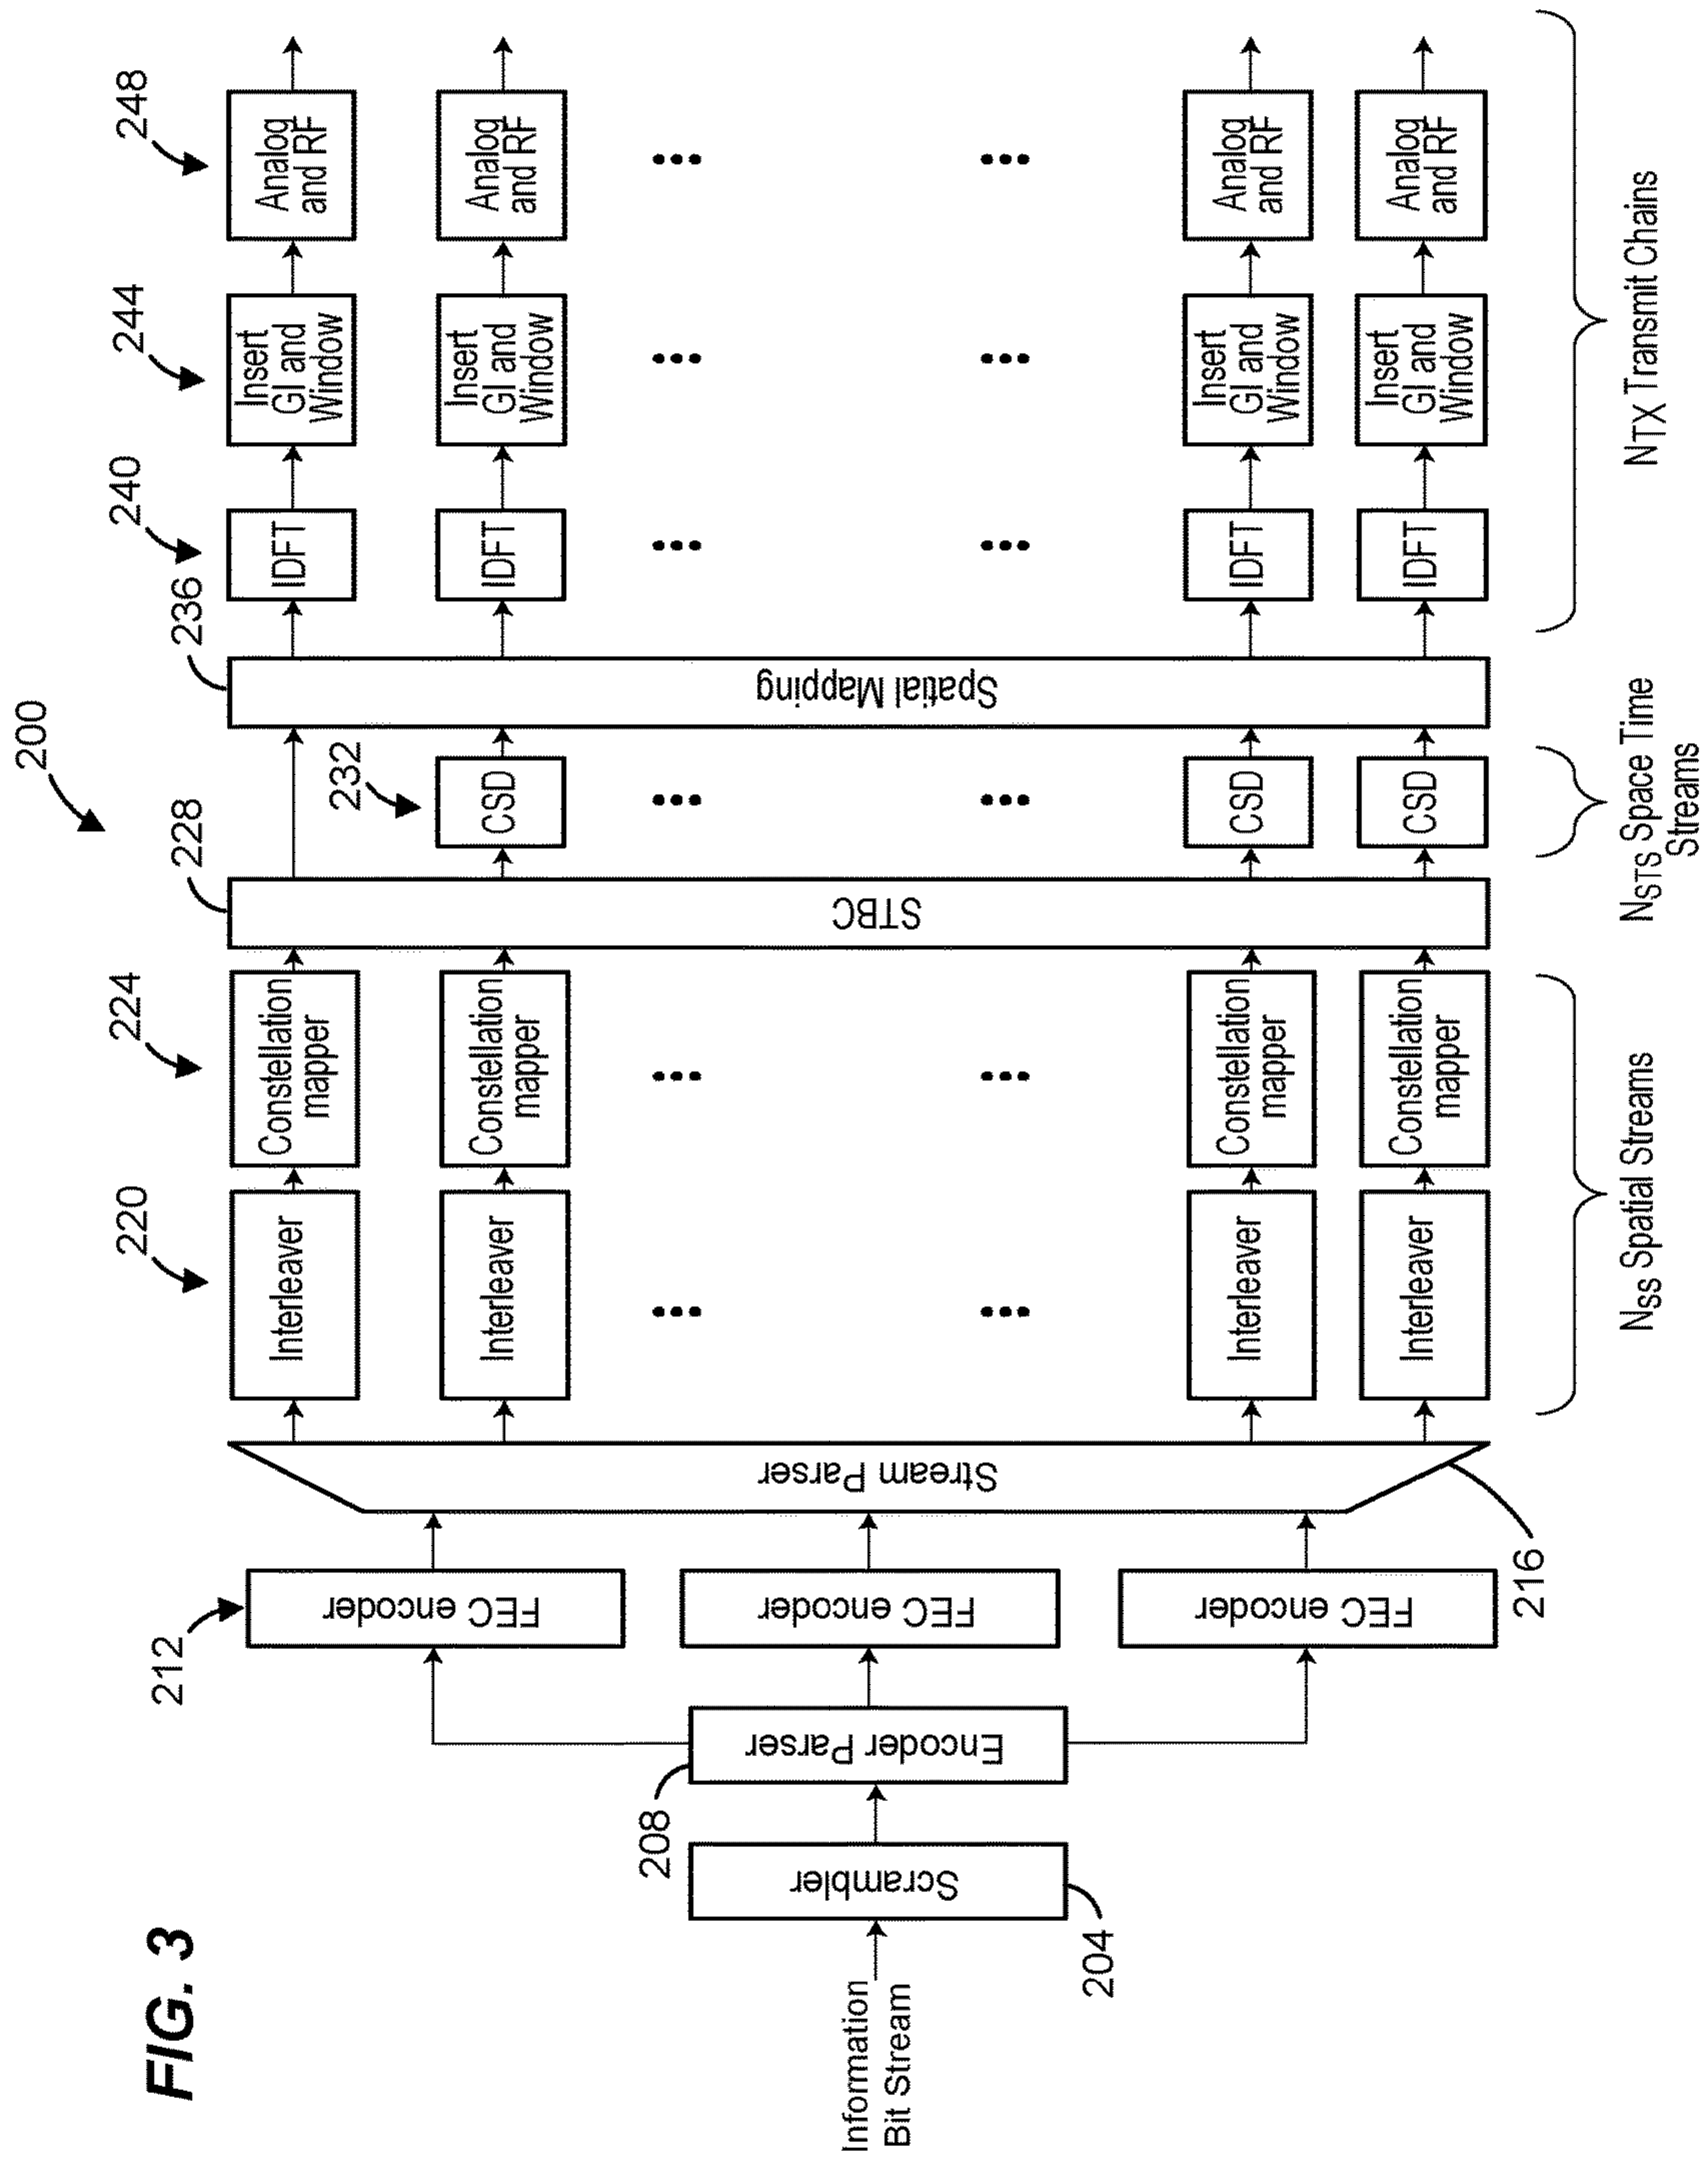 FIG. 3
200
Information
Bit Stream
Scrambler
204
Encoder Parser
208
212
FEC encoder
FEC encoder
FEC encoder
Stream Parser
216
220
Interleaver
Interleaver
Interleaver
Interleaver
224
Constellation
mapper
Constellation
mapper
Constellation
mapper
Constellation
mapper
NSS Spatial Streams
228
STBC
232
CSD
CSD
CSD
NSTS Space Time
Streams
236
Spatial Mapping
240
IDFT
IDFT
IDFT
IDFT
244
Insert
GI and
Window
Insert
GI and
Window
Insert
GI and
Window
Insert
GI and
Window
248
Analog
and RF
Analog
and RF
Analog
and RF
Analog
and RF
NTX Transmit Chains